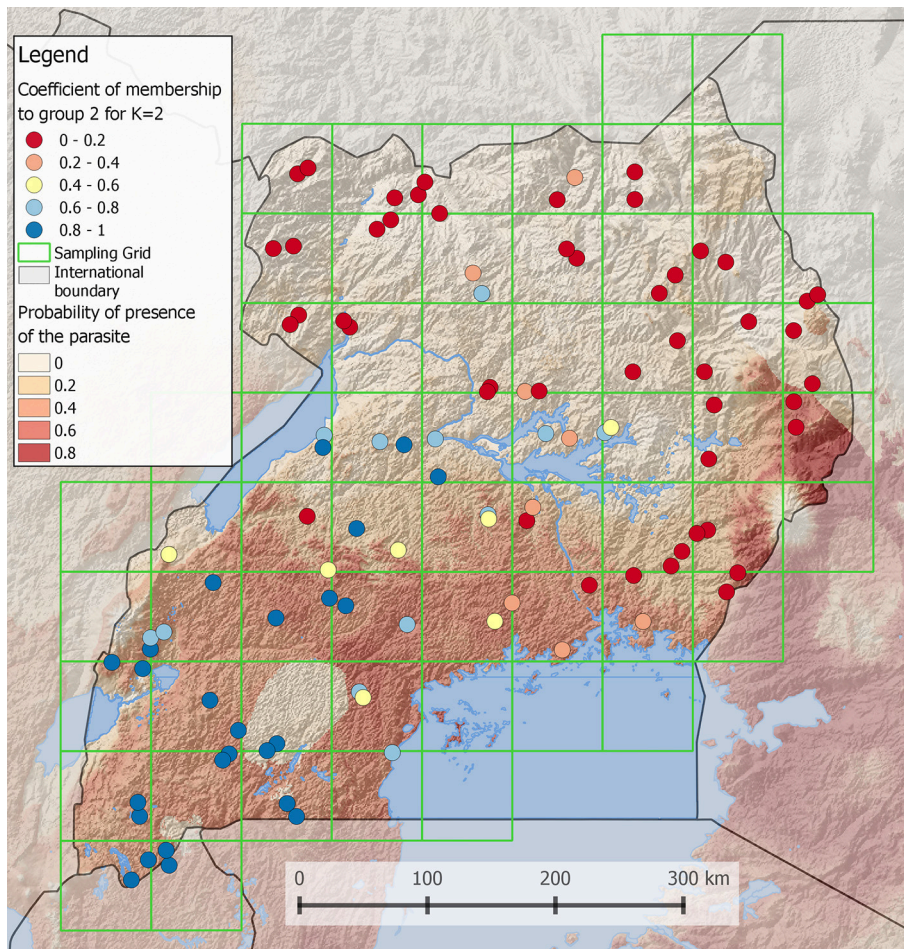 Legend
Coefficient of membership
to group 2 for K=2
0 - 0.2
0.2 - 0.4
0.4 - 0.6
0.6 - 0.8
0.8 - 1
Sampling Grid
International
boundary
Probability of presence
of the parasite
0
0.2
0.4
0.6
0.8
0 100 200 300 km